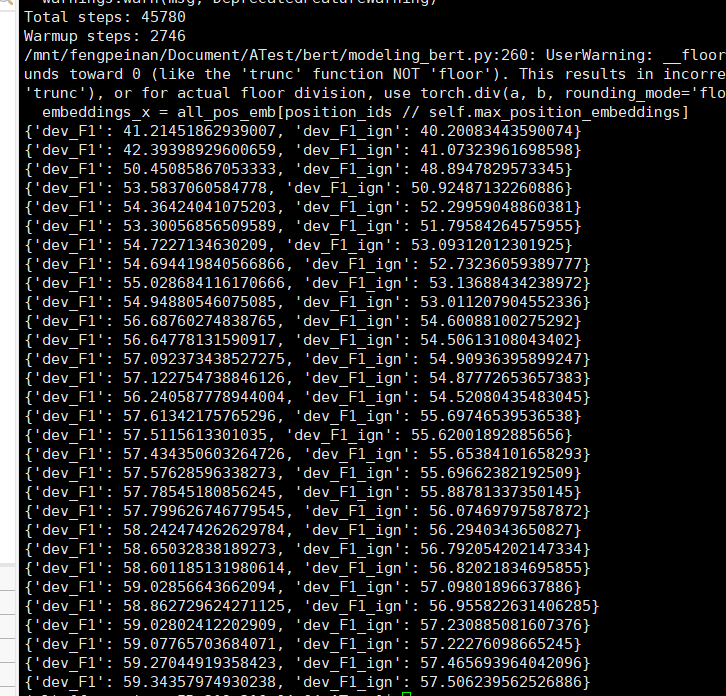 warnings.warn(msg, DeprecatedFeatureWarning)
Total steps: 45780
Warmup steps: 2746
/mnt/fengpeinan/Document/ATest/bert/modeling_bert.py:260: UserWarning: __floor
unds toward 0 (like the 'trunc' function NOT 'floor'). This results in incorre
'trunc'), or for actual floor division, use torch.div(a, b, rounding_mode='flo
embeddings_x = all_pos_emb[position_ids // self.max_position_embeddings]
{'dev_F1': 41.21451862939007, 'dev_F1_ign': 40.20083443590074}
{'dev_F1': 42.39398929600659, 'dev_F1_ign': 41.07323961698598}
{'dev_F1': 50.45085867053333, 'dev_F1_ign': 48.8947829573345}
{'dev_F1': 53.5837060584778, 'dev_F1_ign': 50.92487132260886}
{'dev_F1': 54.36424041075203, 'dev_F1_ign': 52.29959048860381}
{'dev_F1': 53.30056856509589, 'dev_F1_ign': 51.79584264575955}
{'dev_F1': 54.7227134630209, 'dev_F1_ign': 53.09312012301925}
{'dev_F1': 54.694419840566866, 'dev_F1_ign': 52.73236059389777}
{'dev_F1': 55.028684116170666, 'dev_F1_ign': 53.13688434238972}
{'dev_F1': 54.94880546075085, 'dev_F1_ign': 53.011207904552336}
{'dev_F1': 56.68760274838765, 'dev_F1_ign': 54.60088100275292}
{'dev_F1': 56.64778131590917, 'dev_F1_ign': 54.50613108043402}
{'dev_F1': 57.092373438527275, 'dev_F1_ign': 54.90936395899247}
{'dev_F1': 57.122754738846126, 'dev_F1_ign': 54.87772653657383}
{'dev_F1': 56.240587778944004, 'dev_F1_ign': 54.52080435483045}
{'dev_F1': 57.61342175765296, 'dev_F1_ign': 55.69746539536538}
{'dev_F1': 57.5115613301035, 'dev_F1_ign': 55.62001892885656}
{'dev_F1': 57.434350603264726, 'dev_F1_ign': 55.65384101658293}
{'dev_F1': 57.57628596338273, 'dev_F1_ign': 55.69662382192509}
{'dev_F1': 57.78545180856245, 'dev_F1_ign': 55.88781337350145}
{'dev_F1': 57.799626746779545, 'dev_F1_ign': 56.07469797587872}
{'dev_F1': 58.242474262629784, 'dev_F1_ign': 56.2940343650827}
{'dev_F1': 58.65032838189273, 'dev_F1_ign': 56.792054202147334}
{'dev_F1': 58.601185131980614, 'dev_F1_ign': 56.82021834695855}
{'dev_F1': 59.02856643662094, 'dev_F1_ign': 57.09801896637886}
{'dev_F1': 58.862729624271125, 'dev_F1_ign': 56.955822631406285}
{'dev_F1': 59.02802412202909, 'dev_F1_ign': 57.230885081607376}
{'dev_F1': 59.07765703684071, 'dev_F1_ign': 57.22276098665245}
{'dev_F1': 59.27044919358423, 'dev_F1_ign': 57.465693964042096}
{'dev_F1': 59.34357974930238, 'dev_F1_ign': 57.506239562526886}